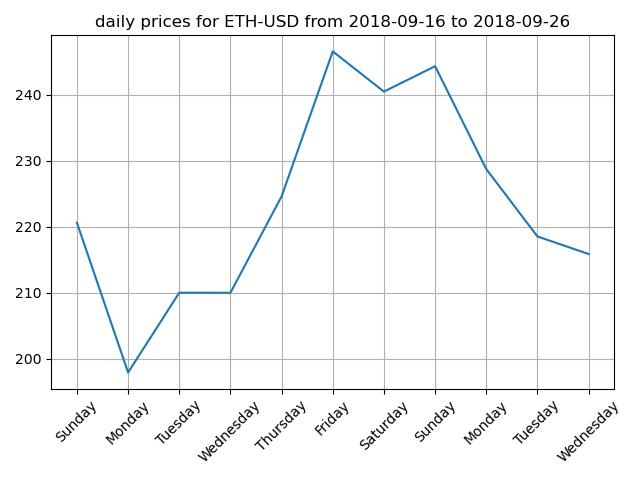 daily prices for ETH-USD from 2018-09-16 to 2018-09-26
240
230
220
210
200
Sunday
Monday
Tuesday
Wednesday
Thursday
Friday
Saturday
Sunday
Monday
Tuesday
Wednesday